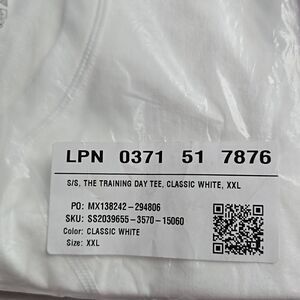 LPN 0371 51 7876
S/S, THE TRAINING DAY TEE, CLASSIC WHITE, XXL
PO: MX138242-294806
SKU: SS2039655-3570-15060
Color: CLASSIC WHITE
Size: XXL